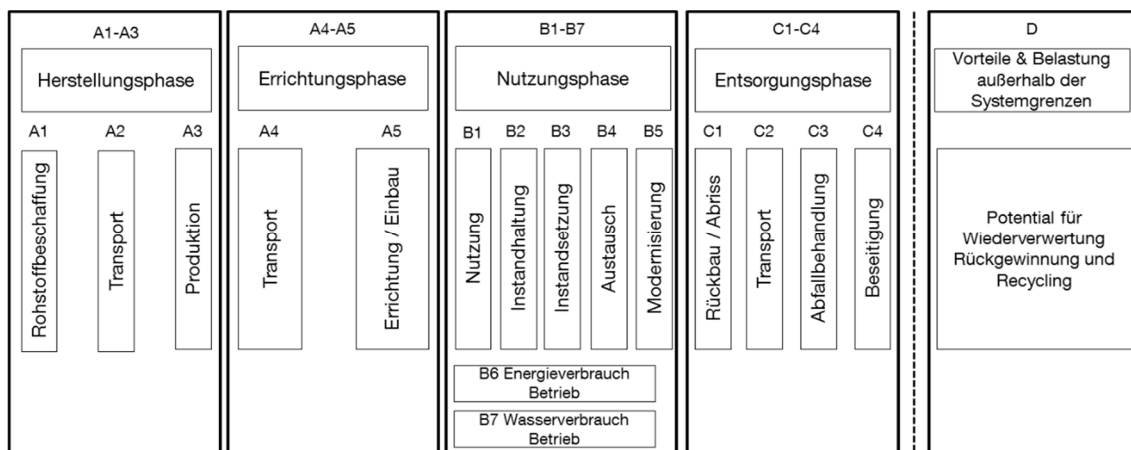 A1-A3
Herstellungsphase
A1
A2
A3
Rohstoffbeschaffung
Transport
Produktion
A4-A5
Errichtungsphase
A4
A5
Transport
Errichtung / Einbau
B1-B7
Nutzungsphase
B1
B2
B3
B4
B5
Nutzung
Instandhaltung
Instandsetzung
Austausch
Modernisierung
B6 Energieverbrauch
Betrieb
B7 Wasserverbrauch
Betrieb
C1-C4
Entsorgungsphase
C1
C2
C3
C4
Rückbau / Abriss
Transport
Abfallbehandlung
Beseitigung
D
Vorteile & Belastung
außerhalb der
Systemgrenzen
Potential für
Wiederverwertung
Rückgewinnung und
Recycling